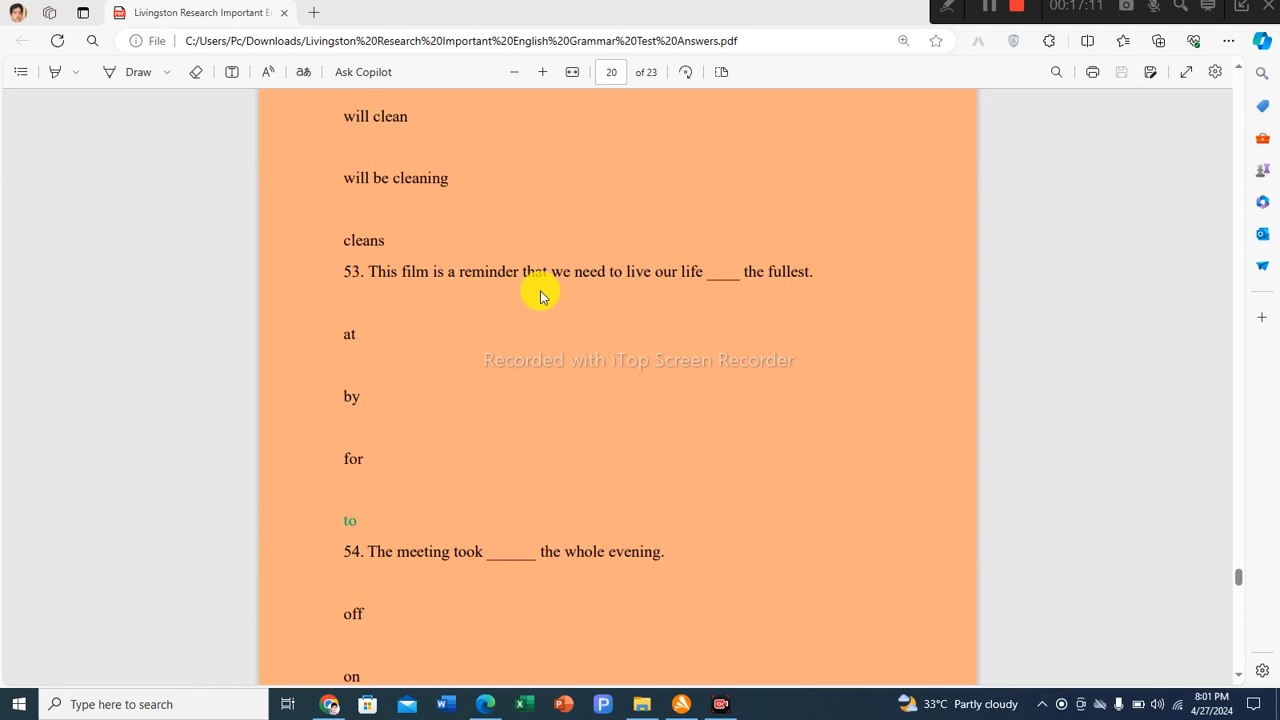 Livingston Research Important Er
00:17:11
File
C:/Users/Pc/Downloads/Livingston%20Research%20Important%20English%20Grammar%20Test%20Answers.pdf
Draw
Ask Copilot
20 of 23
will clean
will be cleaning
cleans
53. This film is a reminder that we need to live our life ____ the fullest.
at
Recorded with iTop Screen Recorder
by
for
to
54. The meeting took ______ the whole evening.
off
on
Type here to search
33°C Partly cloudy
8:01 PM
4/27/2024